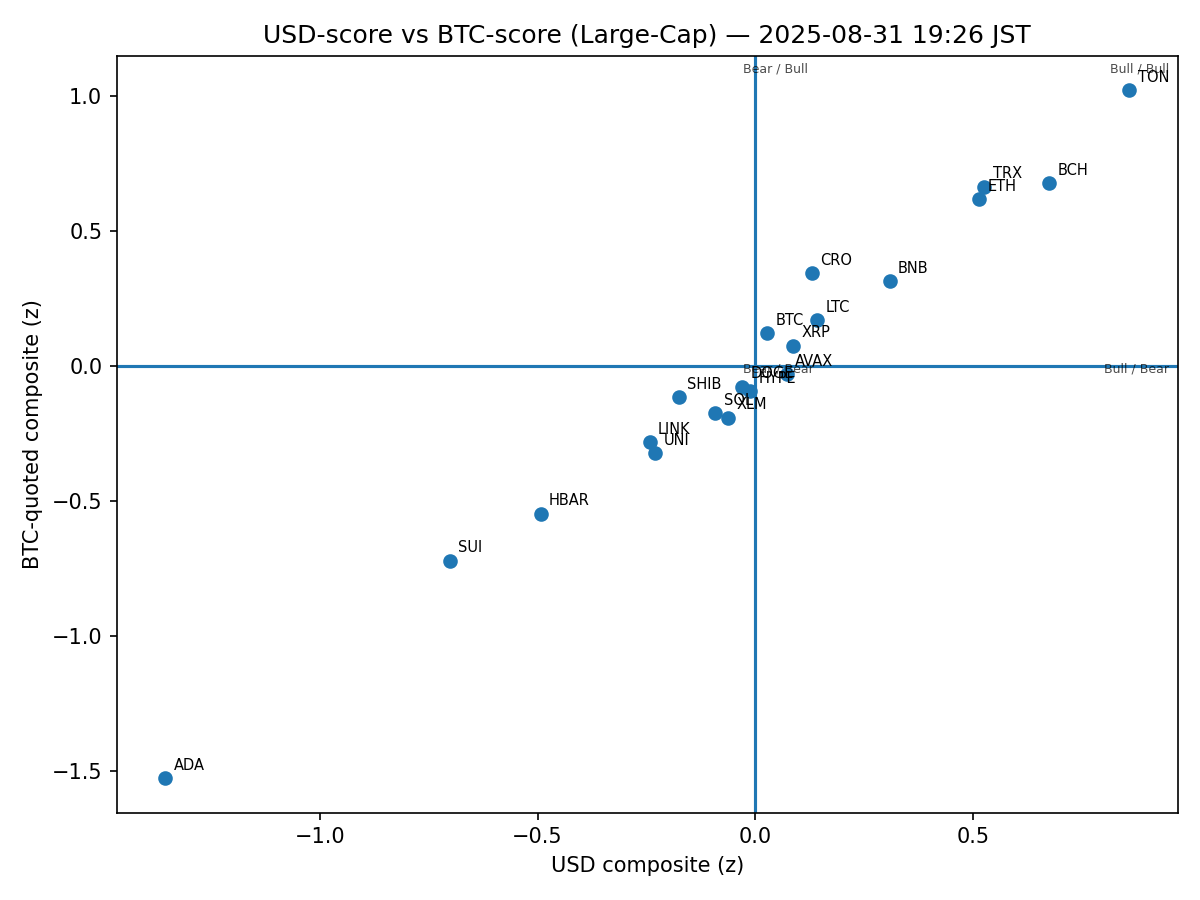 USD-score vs BTC-score (Large-Cap) — 2025-08-31 19:26 JST
Bear / Bull
Bull / Bull
TON
1.0
BCH
TRX
ETH
0.5
CRO
BNB
LTC
BTC
XRP
AVAX
0.0
Bull / Bear
HYPE
SHIB
SOL
XLM
LINK
UNI
−0.5
HBAR
SUI
−1.0
−1.5
ADA
−1.0
−0.5
0.0
0.5
USD composite (z)
BTC-quoted composite (z)